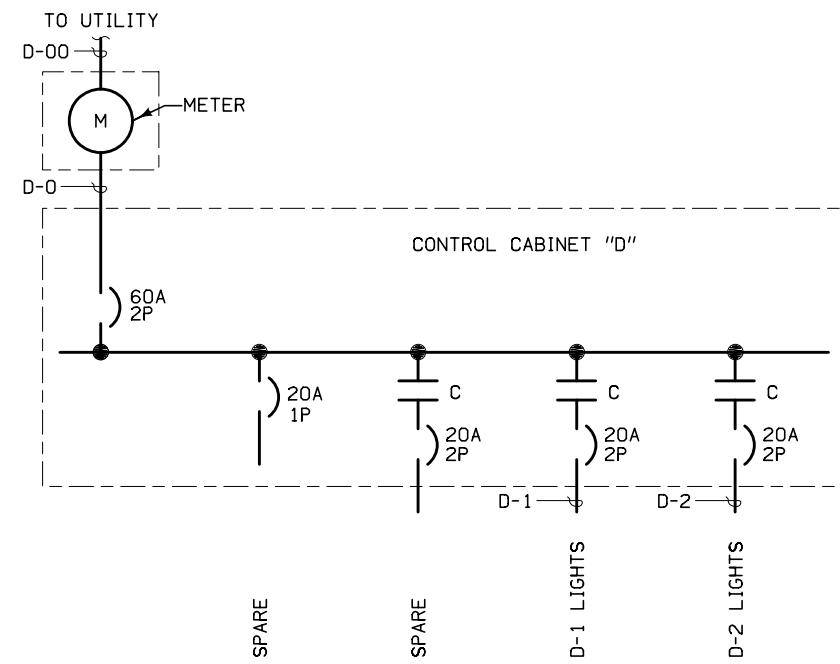 TO UTILITY
D-00
METER
M
D-0
CONTROL CABINET "D"
60A
2P
20A
1P
C
20A
2P
C
20A
2P
C
20A
2P
D-1
D-2
SPARE
SPARE
D-1 LIGHTS
D-2 LIGHTS